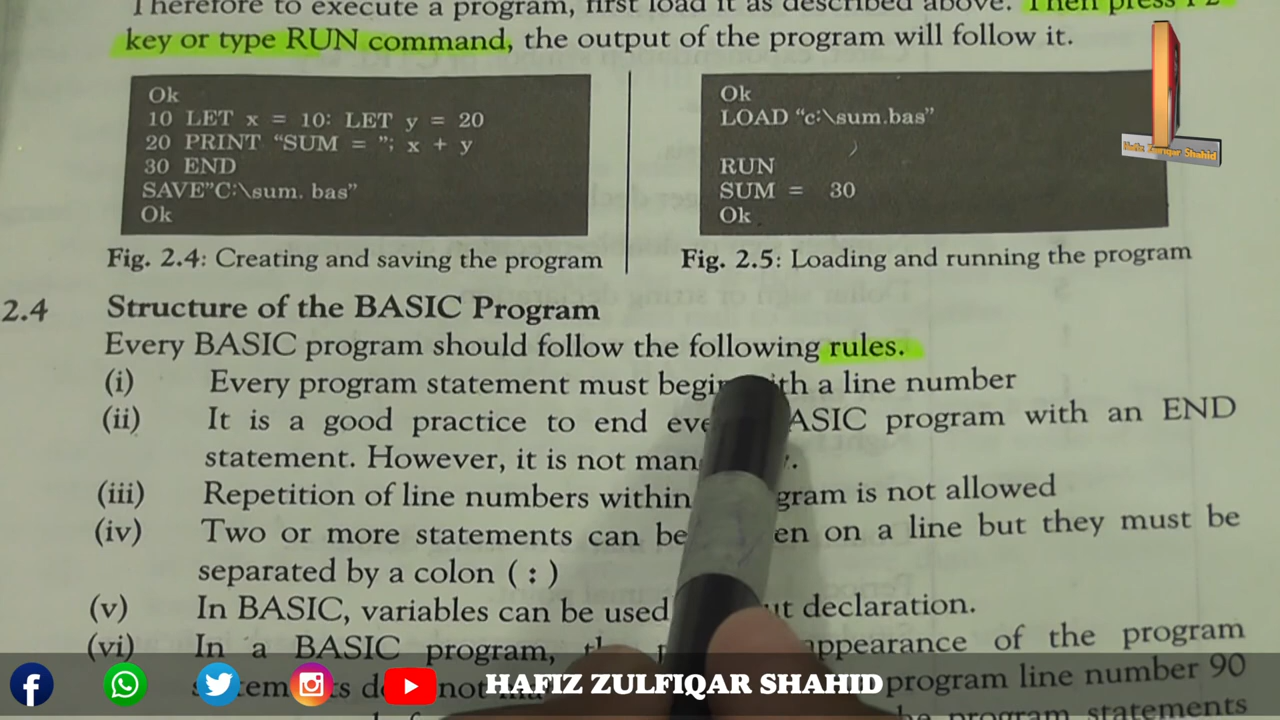 Therefore to execute a program, first load it as described above. Then press F2
key or type RUN command, the output of the program will follow it.
Ok
10 LET x = 10: LET y = 20
20 PRINT “SUM = ”; x + y
30 END
SAVE”C:\sum. bas”
Ok
Fig. 2.4: Creating and saving the program
Ok
LOAD “c:\sum.bas”
RUN
SUM = 30
Ok
Fig. 2.5: Loading and running the program
Hafiz Zulfiqar Shahid
2.4 Structure of the BASIC Program
Every BASIC program should follow the following rules.
(i) Every program statement must begin with a line number
(ii) It is a good practice to end BASIC program with an END
statement. However, it is not
(iii) Repetition of line numbers within gram is not allowed
(iv) Two or more statements can be en on a line but they must be
separated by a colon ( : )
(v) In BASIC, variables can be used ut declaration.
(vi) In a BASIC program, appearance of the program
program line number 90
program statements
HAFIZ ZULFIQAR SHAHID